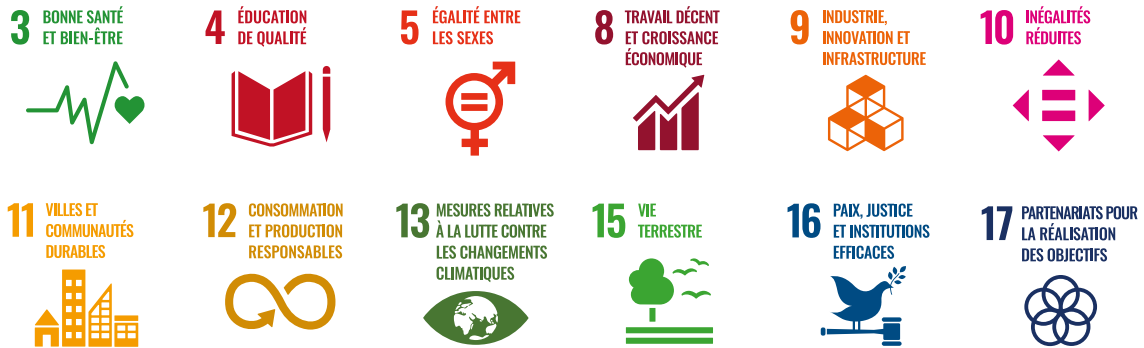 3 BONNE SANTÉ
ET BIEN-ÊTRE
4 ÉDUCATION
DE QUALITÉ
5 ÉGALITÉ ENTRE
LES SEXES
8 TRAVAIL DÉCENT
ET CROISSANCE
ÉCONOMIQUE
9 INDUSTRIE,
INNOVATION ET
INFRASTRUCTURE
10 INÉGALITÉS
RÉDUITES
11 VILLES ET
COMMUNAUTÉS
DURABLES
12 CONSOMMATION
ET PRODUCTION
RESPONSABLES
13 MESURES RELATIVES
À LA LUTTE CONTRE
LES CHANGEMENTS
CLIMATIQUES
15 VIE
TERRESTRE
16 PAIX, JUSTICE
ET INSTITUTIONS
EFFICACES
17 PARTENARIATS POUR
LA RÉALISATION
DES OBJECTIFS